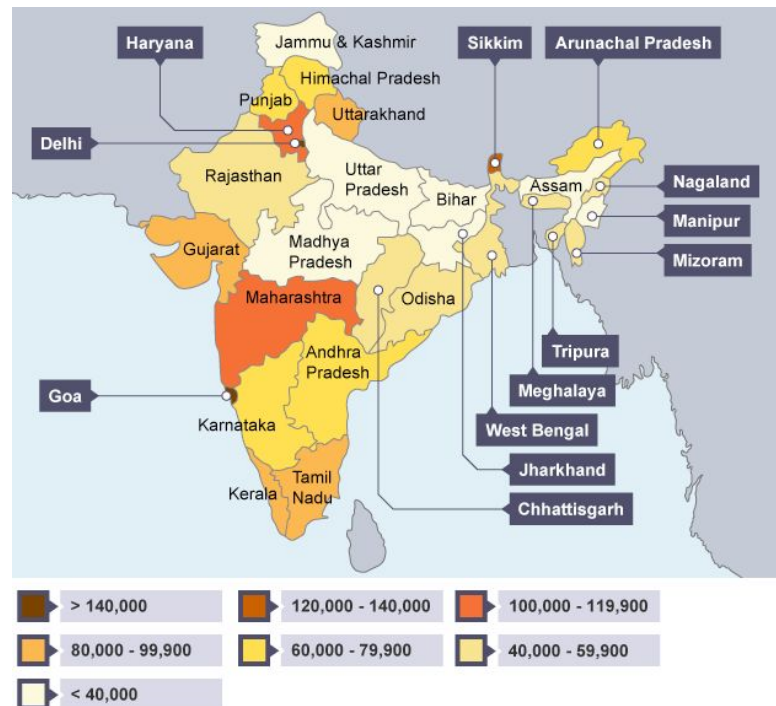 Haryana
Jammu & Kashmir
Sikkim
Arunachal Pradesh
Himachal Pradesh
Punjab
Uttarakhand
Delhi
Rajasthan
Uttar
Pradesh
Bihar
Assam
Nagaland
Manipur
Mizoram
Gujarat
Madhya
Pradesh
Maharashtra
Odisha
Andhra
Pradesh
Tripura
Meghalaya
Goa
Karnataka
West Bengal
Jharkhand
Kerala
Tamil
Nadu
Chhattisgarh
> 140,000
120,000 - 140,000
100,000 - 119,900
80,000 - 99,900
60,000 - 79,900
40,000 - 59,900
< 40,000